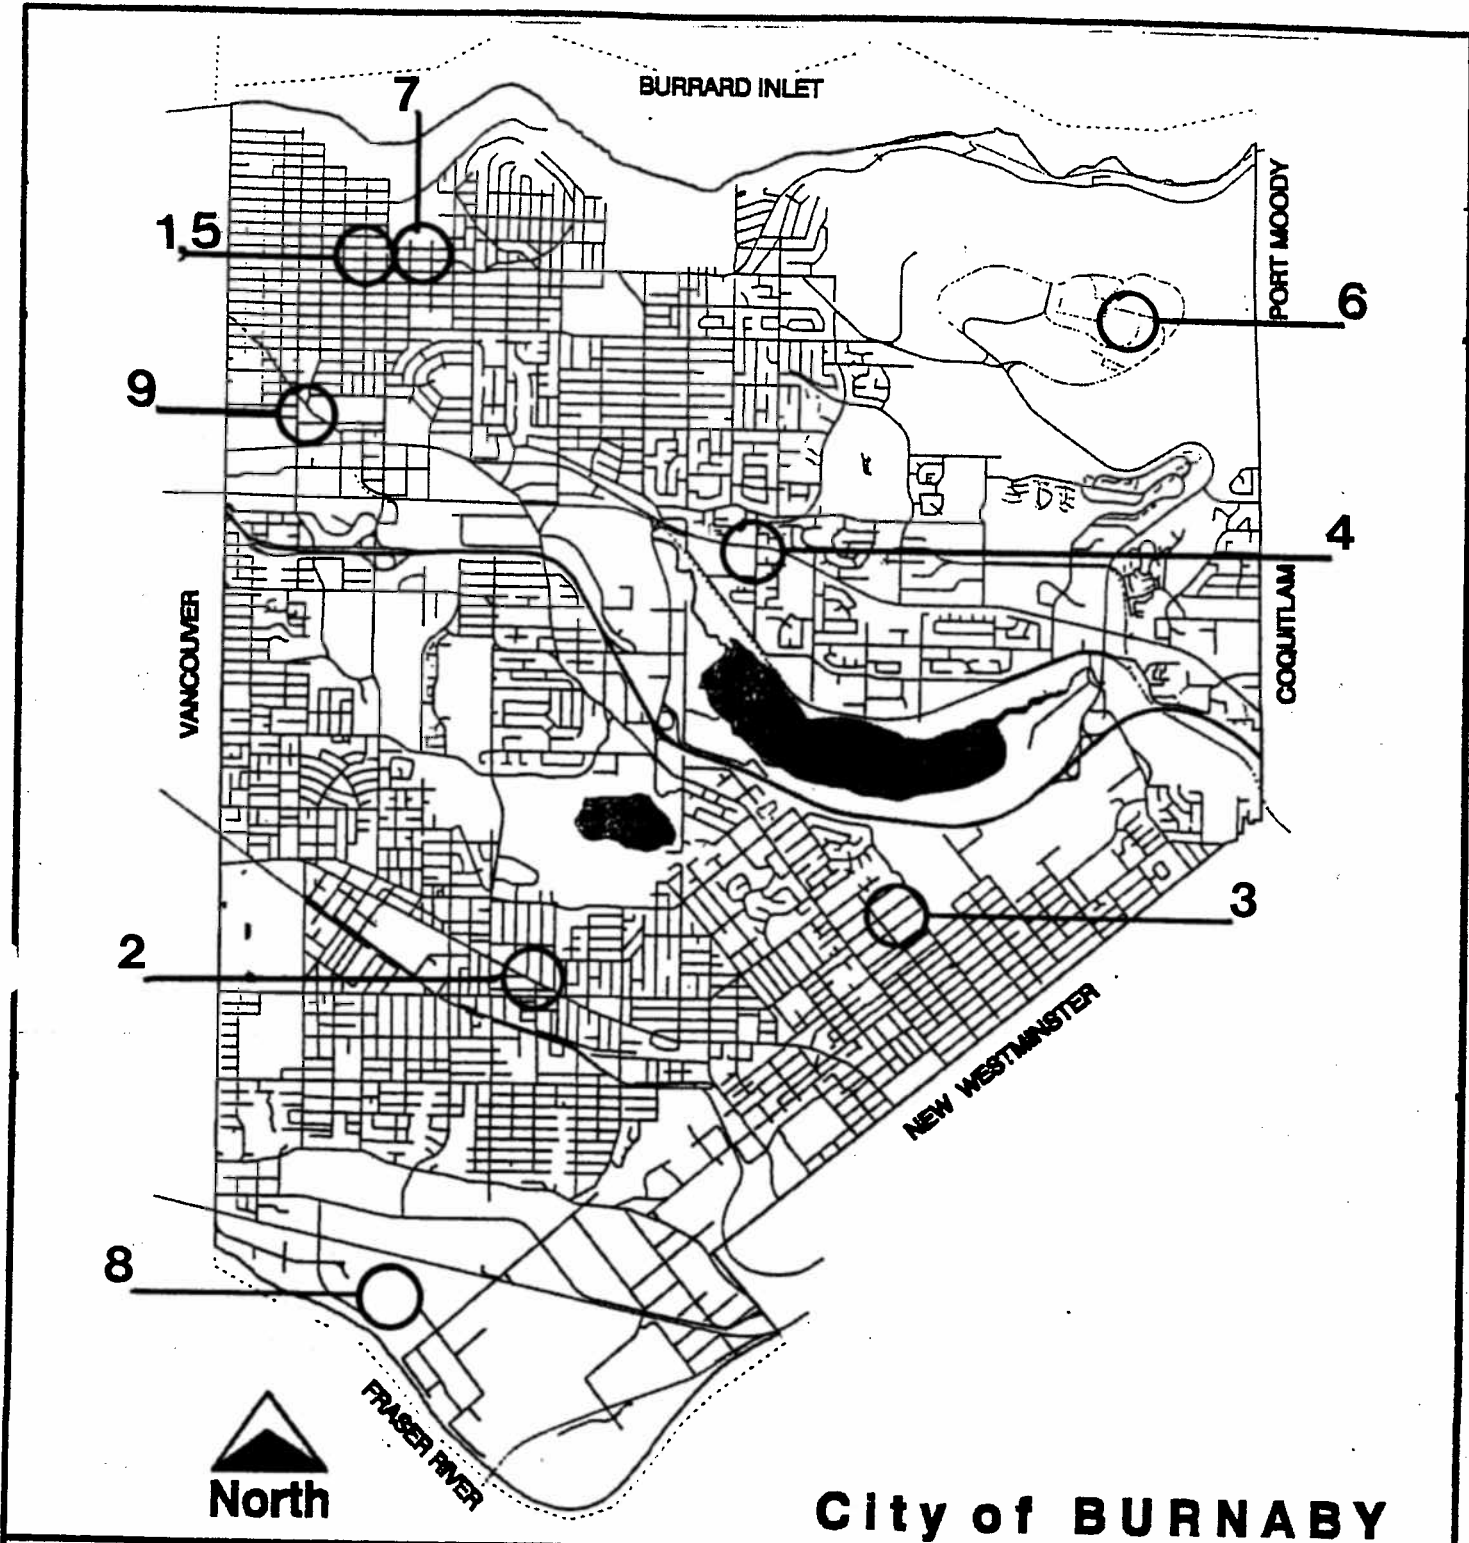 BURRARD INLET
7
15
PORT MOODY
6
9
4
VANCOUVER
COQUITLAM
3
2
NEW WESTMINSTER
8
FRASER RIVER
North
City of BURNABY